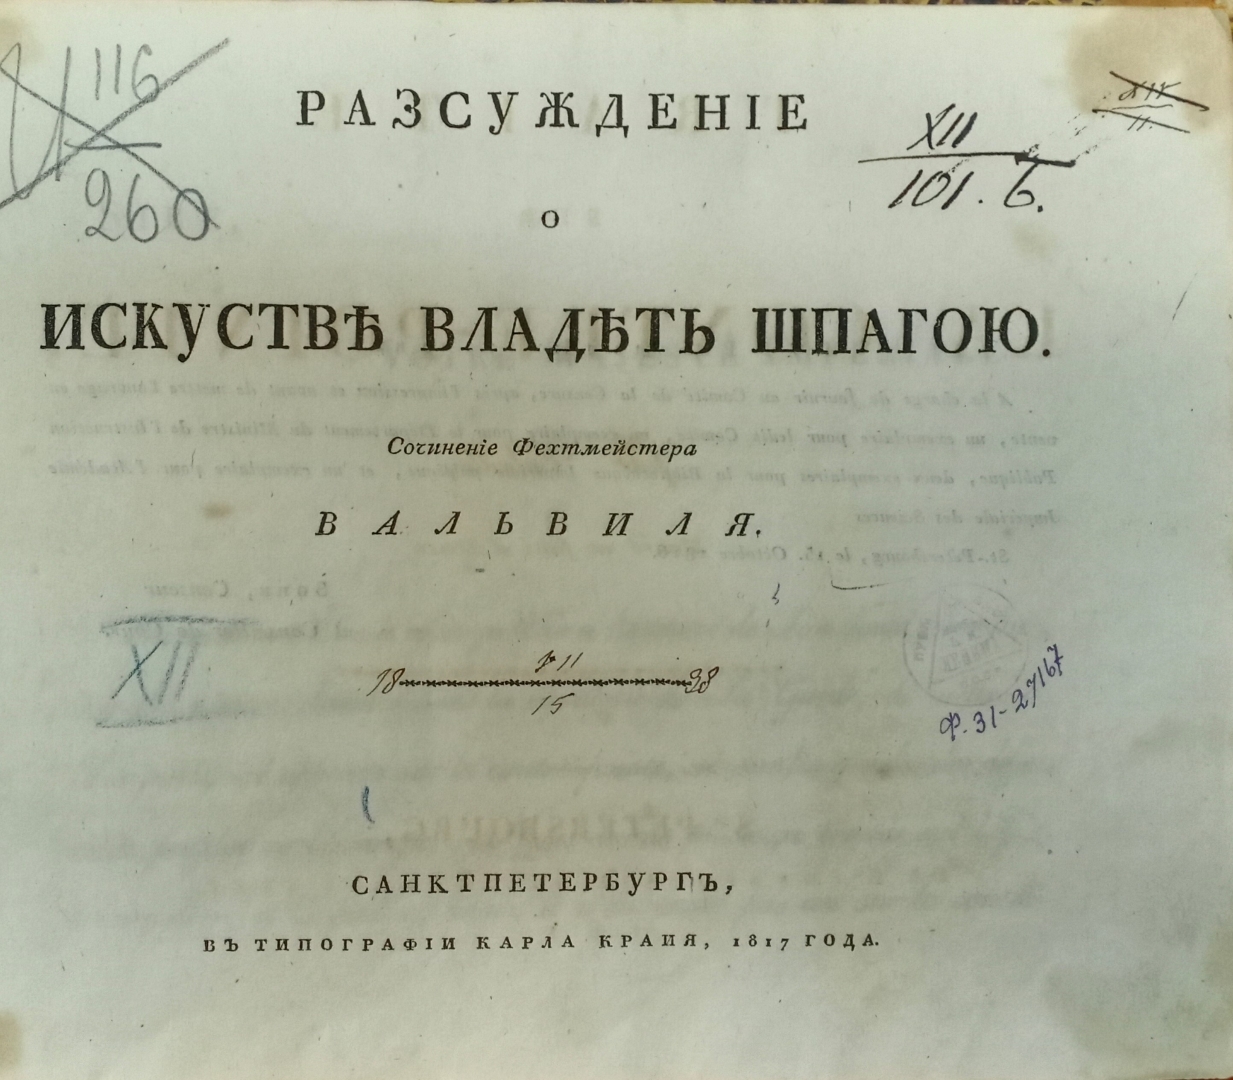 116
260
РАЗСУЖДЕНІЕ
XII
101. Б.
О
ИСКУСТВѢ ВЛАДѢТЬ ШПАГОЮ.
Сочиненіе Фехтмейстера
ВАЛЬВИЛЯ.
XII
18 28
15
Ф. 31-27167
САНКТПЕТЕРБУРГЪ,
ВЪ ТИПОГРАФІИ КАРЛА КРАЙЯ, 1817 ГОДА.